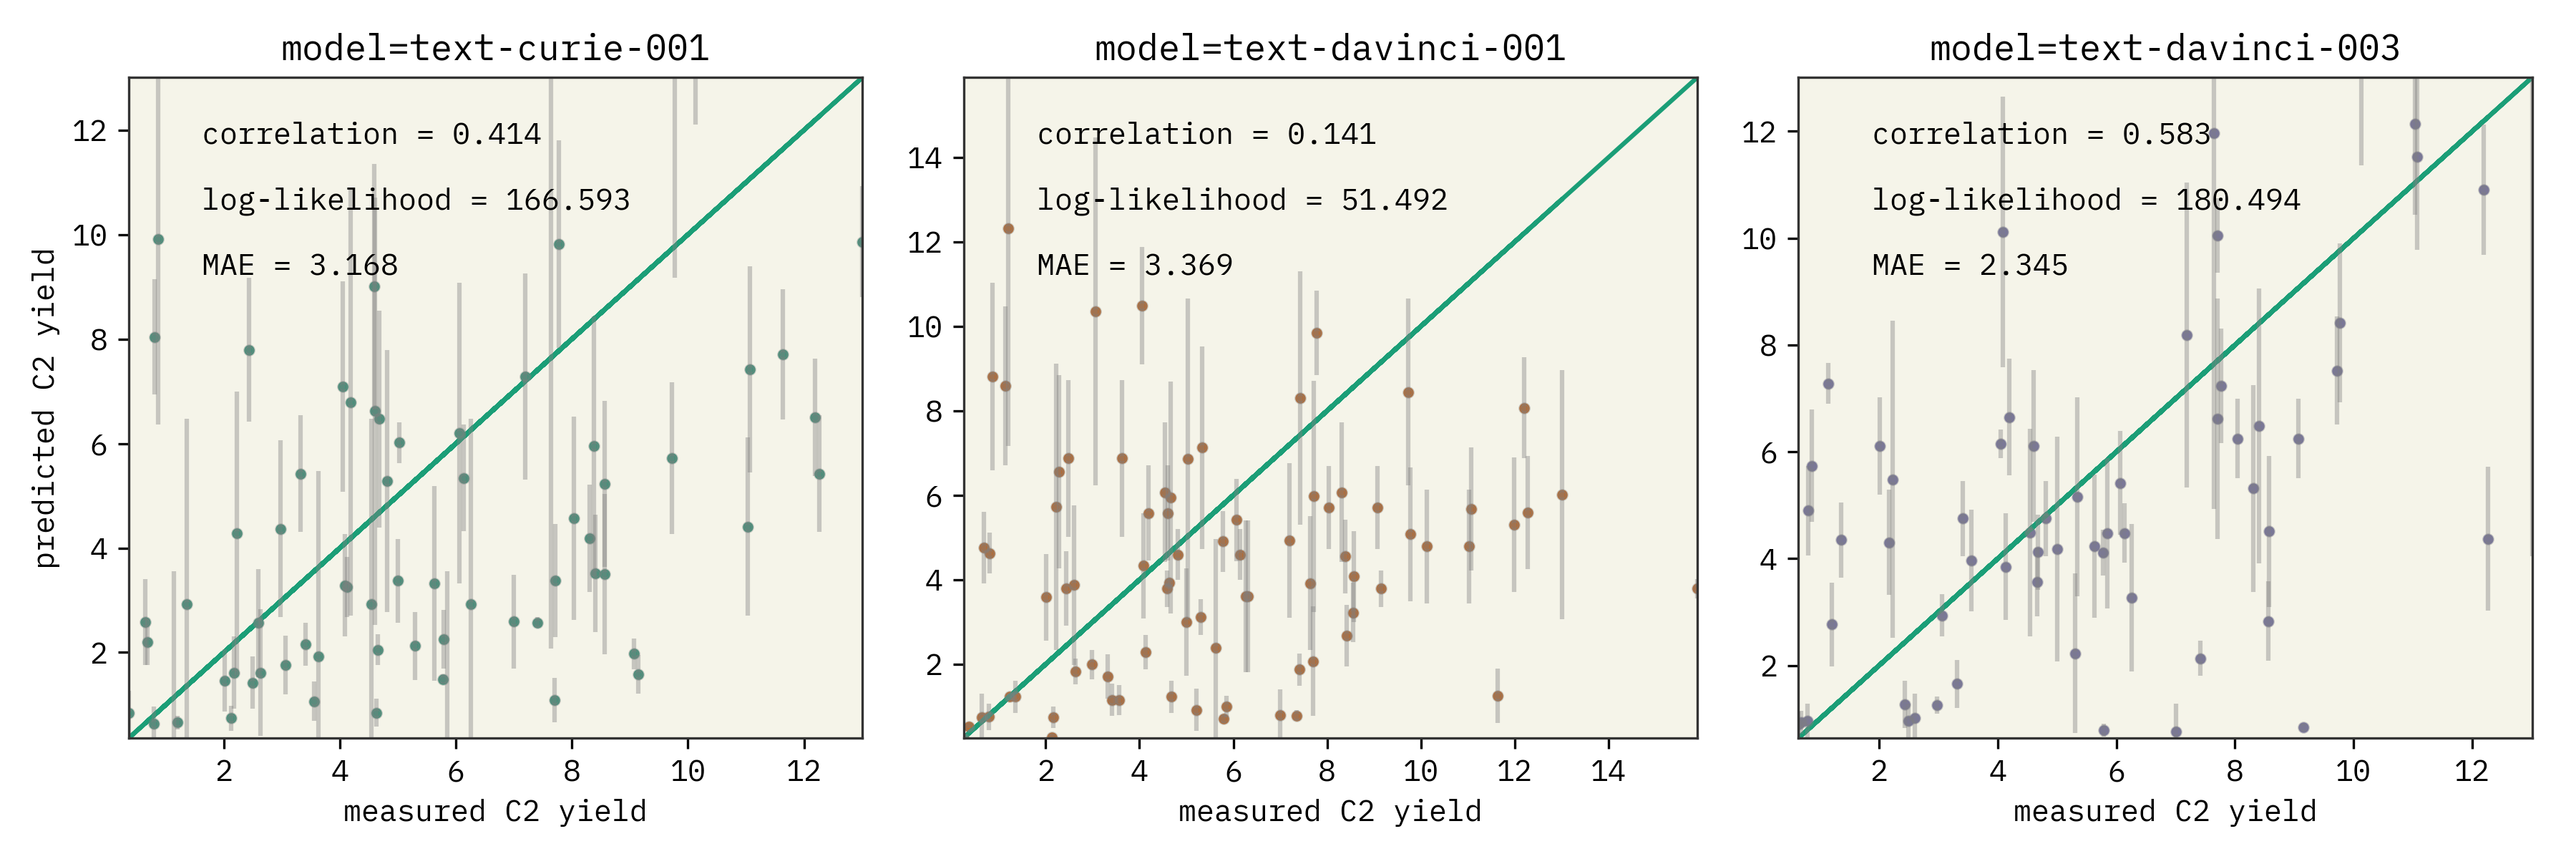 model=text-curie-001
correlation = 0.414
log-likelihood = 166.593
MAE = 3.168
predicted C2 yield
12
10
8
6
4
2
2 4 6 8 10 12
measured C2 yield
model=text-davinci-001
correlation = 0.141
log-likelihood = 51.492
MAE = 3.369
14
12
10
8
6
4
2
2 4 6 8 10 12 14
measured C2 yield
model=text-davinci-003
correlation = 0.583
log-likelihood = 180.494
MAE = 2.345
12
10
8
6
4
2
2 4 6 8 10 12
measured C2 yield